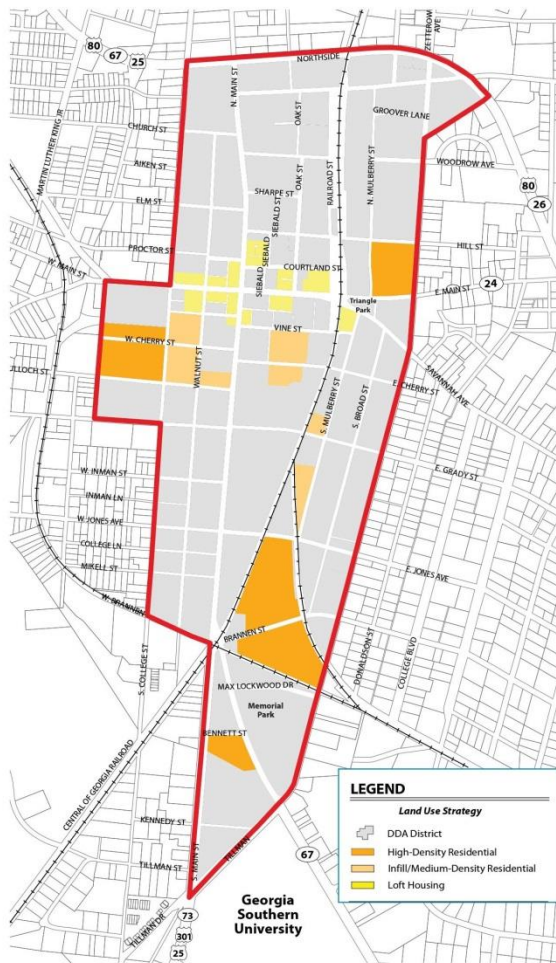 80
67
25
NORTHSIDE
ZETTEROWER
AVE
N. MAIN ST
OAK ST
GROOVER LANE
MARTIN LUTHER KING JR
CHURCH ST
AIKEN ST
OAK ST
RAILROAD ST
N. MULBERRY ST
WOODROW AVE
80
26
ELM ST
SHARPE ST
SIEBALD ST
PROCTOR ST
SIEBALD
HILL ST
W. MAIN ST
COURTLAND ST
24
SIEBALD
E. MAIN ST
Triangle
Park
VINE ST
W. CHERRY ST
WALNUT ST
SAVANNAH AVE
E. CHERRY ST
S. MULBERRY ST
S. BROAD ST
W. INMAN ST
E. GRADY ST
INMAN LN
W. JONES AVE
COLLEGE LN
MIKELL ST
E. JONES AVE
W. BRANNEN
BRANNEN ST
DONALDSON ST
COLLEGE BLVD
S. COLLEGE ST
MAX LOCKWOOD DR
Memorial
Park
BENNETT ST
CENTRAL OF GEORGIA RAILROAD
KENNEDY ST
TILLMAN
TILLMAN ST
S. MAIN ST
67
TILLMAN DR
73
301
25
Georgia
Southern
University
LEGEND
Land Use Strategy
DDA District
High-Density Residential
Infill/Medium-Density Residential
Loft Housing